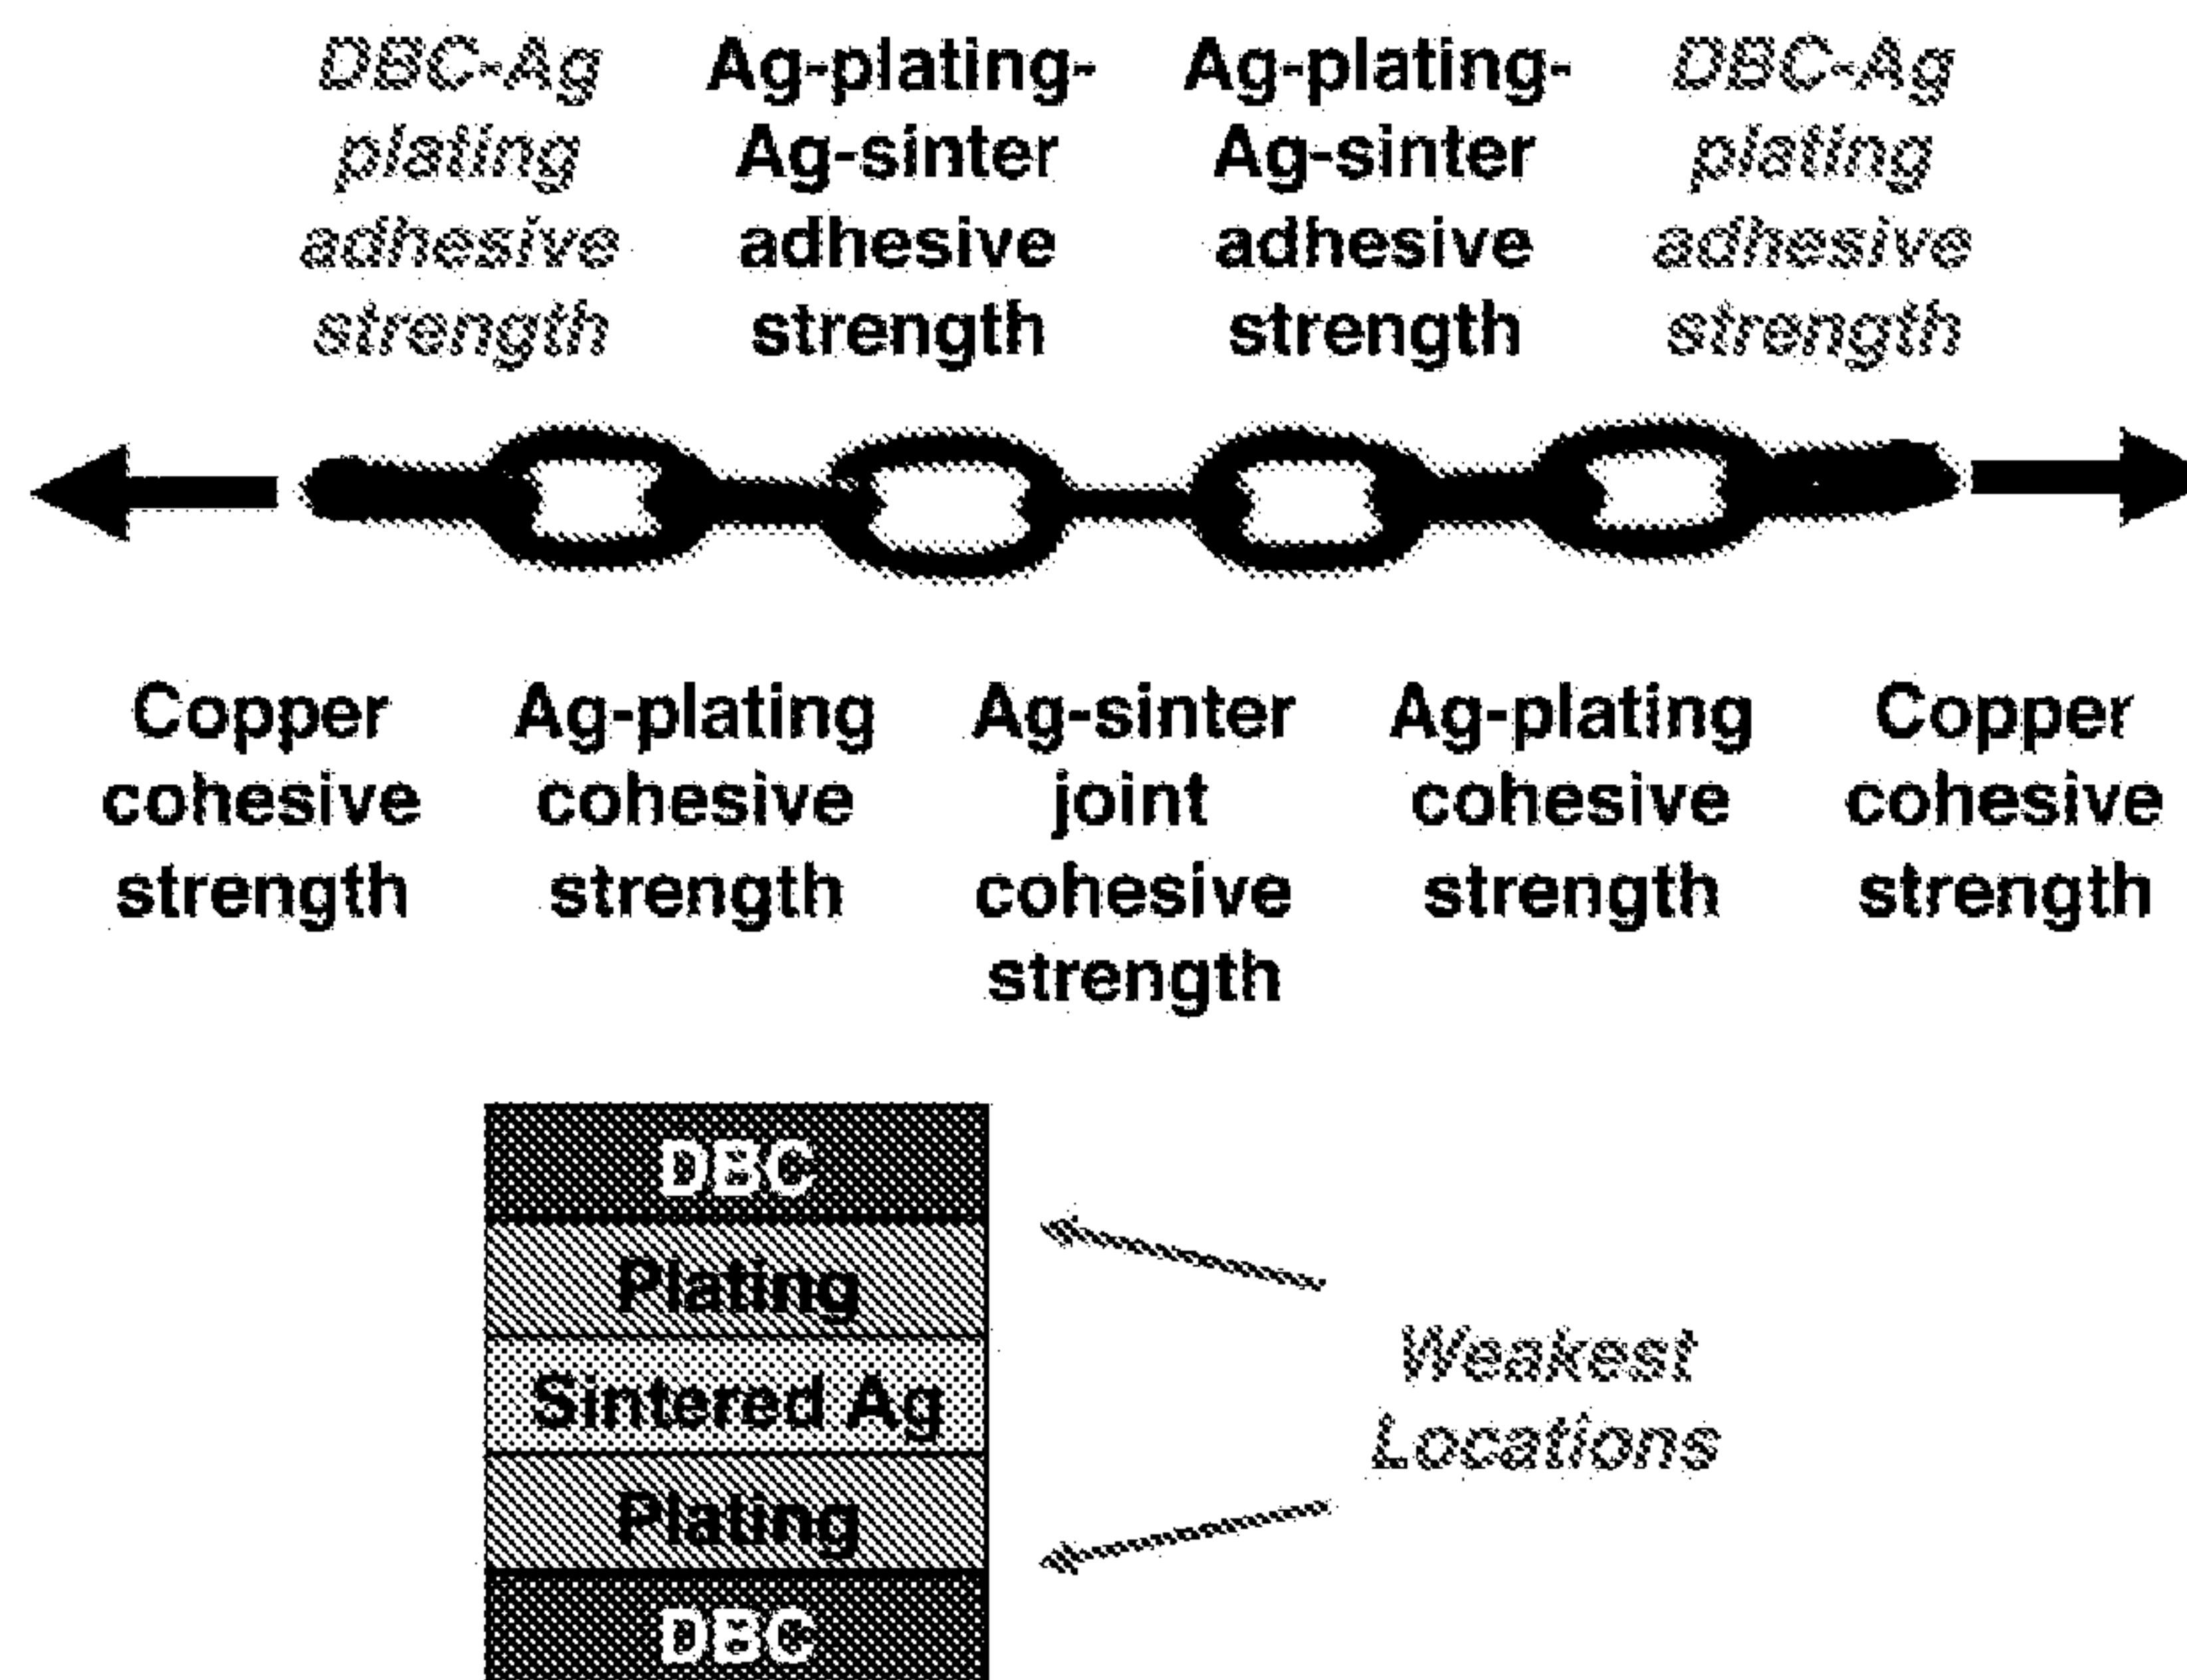 DBC-Ag
plating
adhesive
strength
Ag-plating-
Ag-sinter
adhesive
strength
Ag-plating-
Ag-sinter
adhesive
strength
DBC-Ag
plating
adhesive
strength
Copper
cohesive
strength
Ag-plating
cohesive
strength
Ag-sinter
joint
cohesive
strength
Ag-plating
cohesive
strength
Copper
cohesive
strength
DBC
Plating
Sintered Ag
Plating
DBC
Weakest
Locations